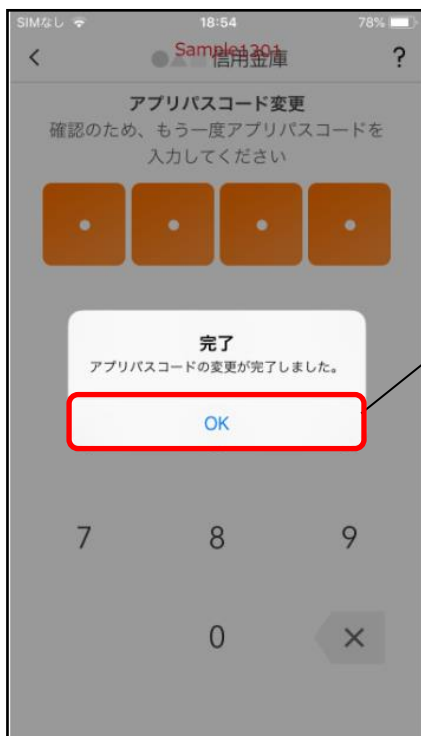 SIMなし 18:54 78%
●▲■信用金庫
Sample1201
?
アプリパスコード変更
確認のため、もう一度アプリパスコードを
入力してください
完了
アプリパスコードの変更が完了しました。
OK
7 8 9
0